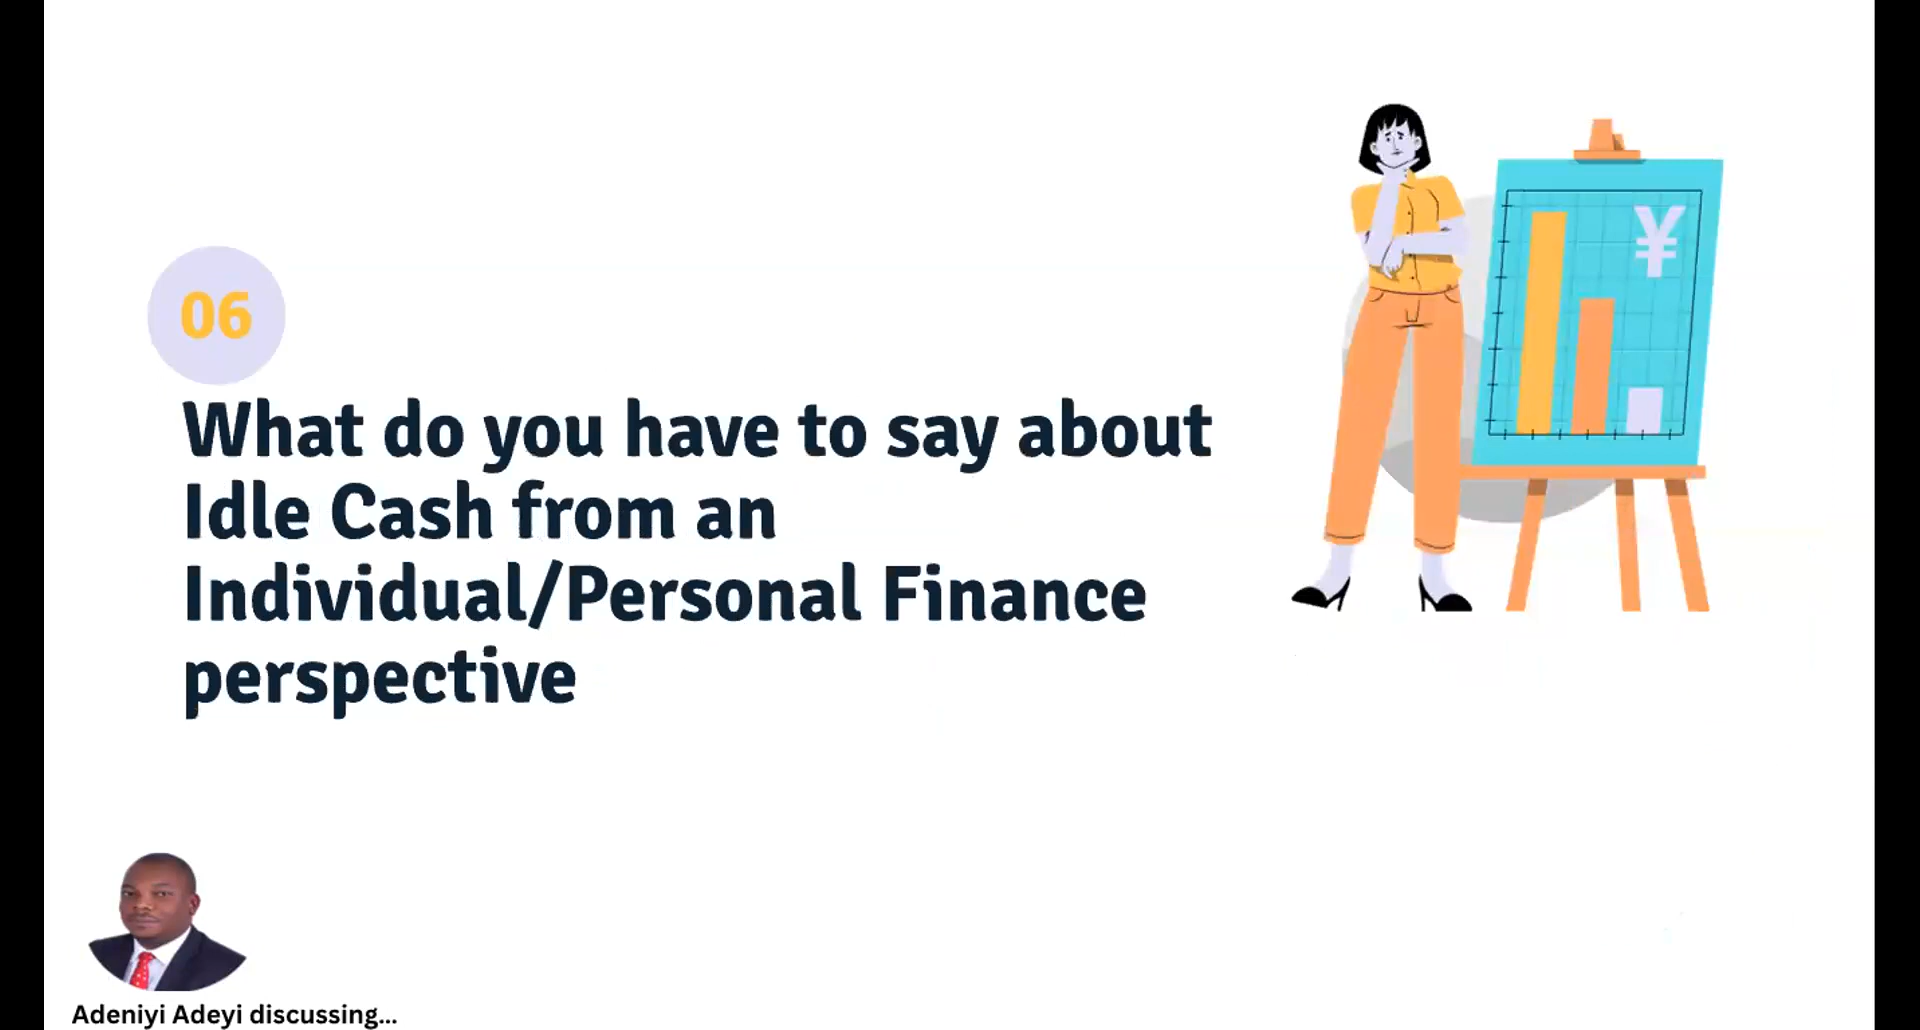 06
What do you have to say about
Idle Cash from an
Individual/Personal Finance
perspective
¥
Adeniyi Adeyi discussing...